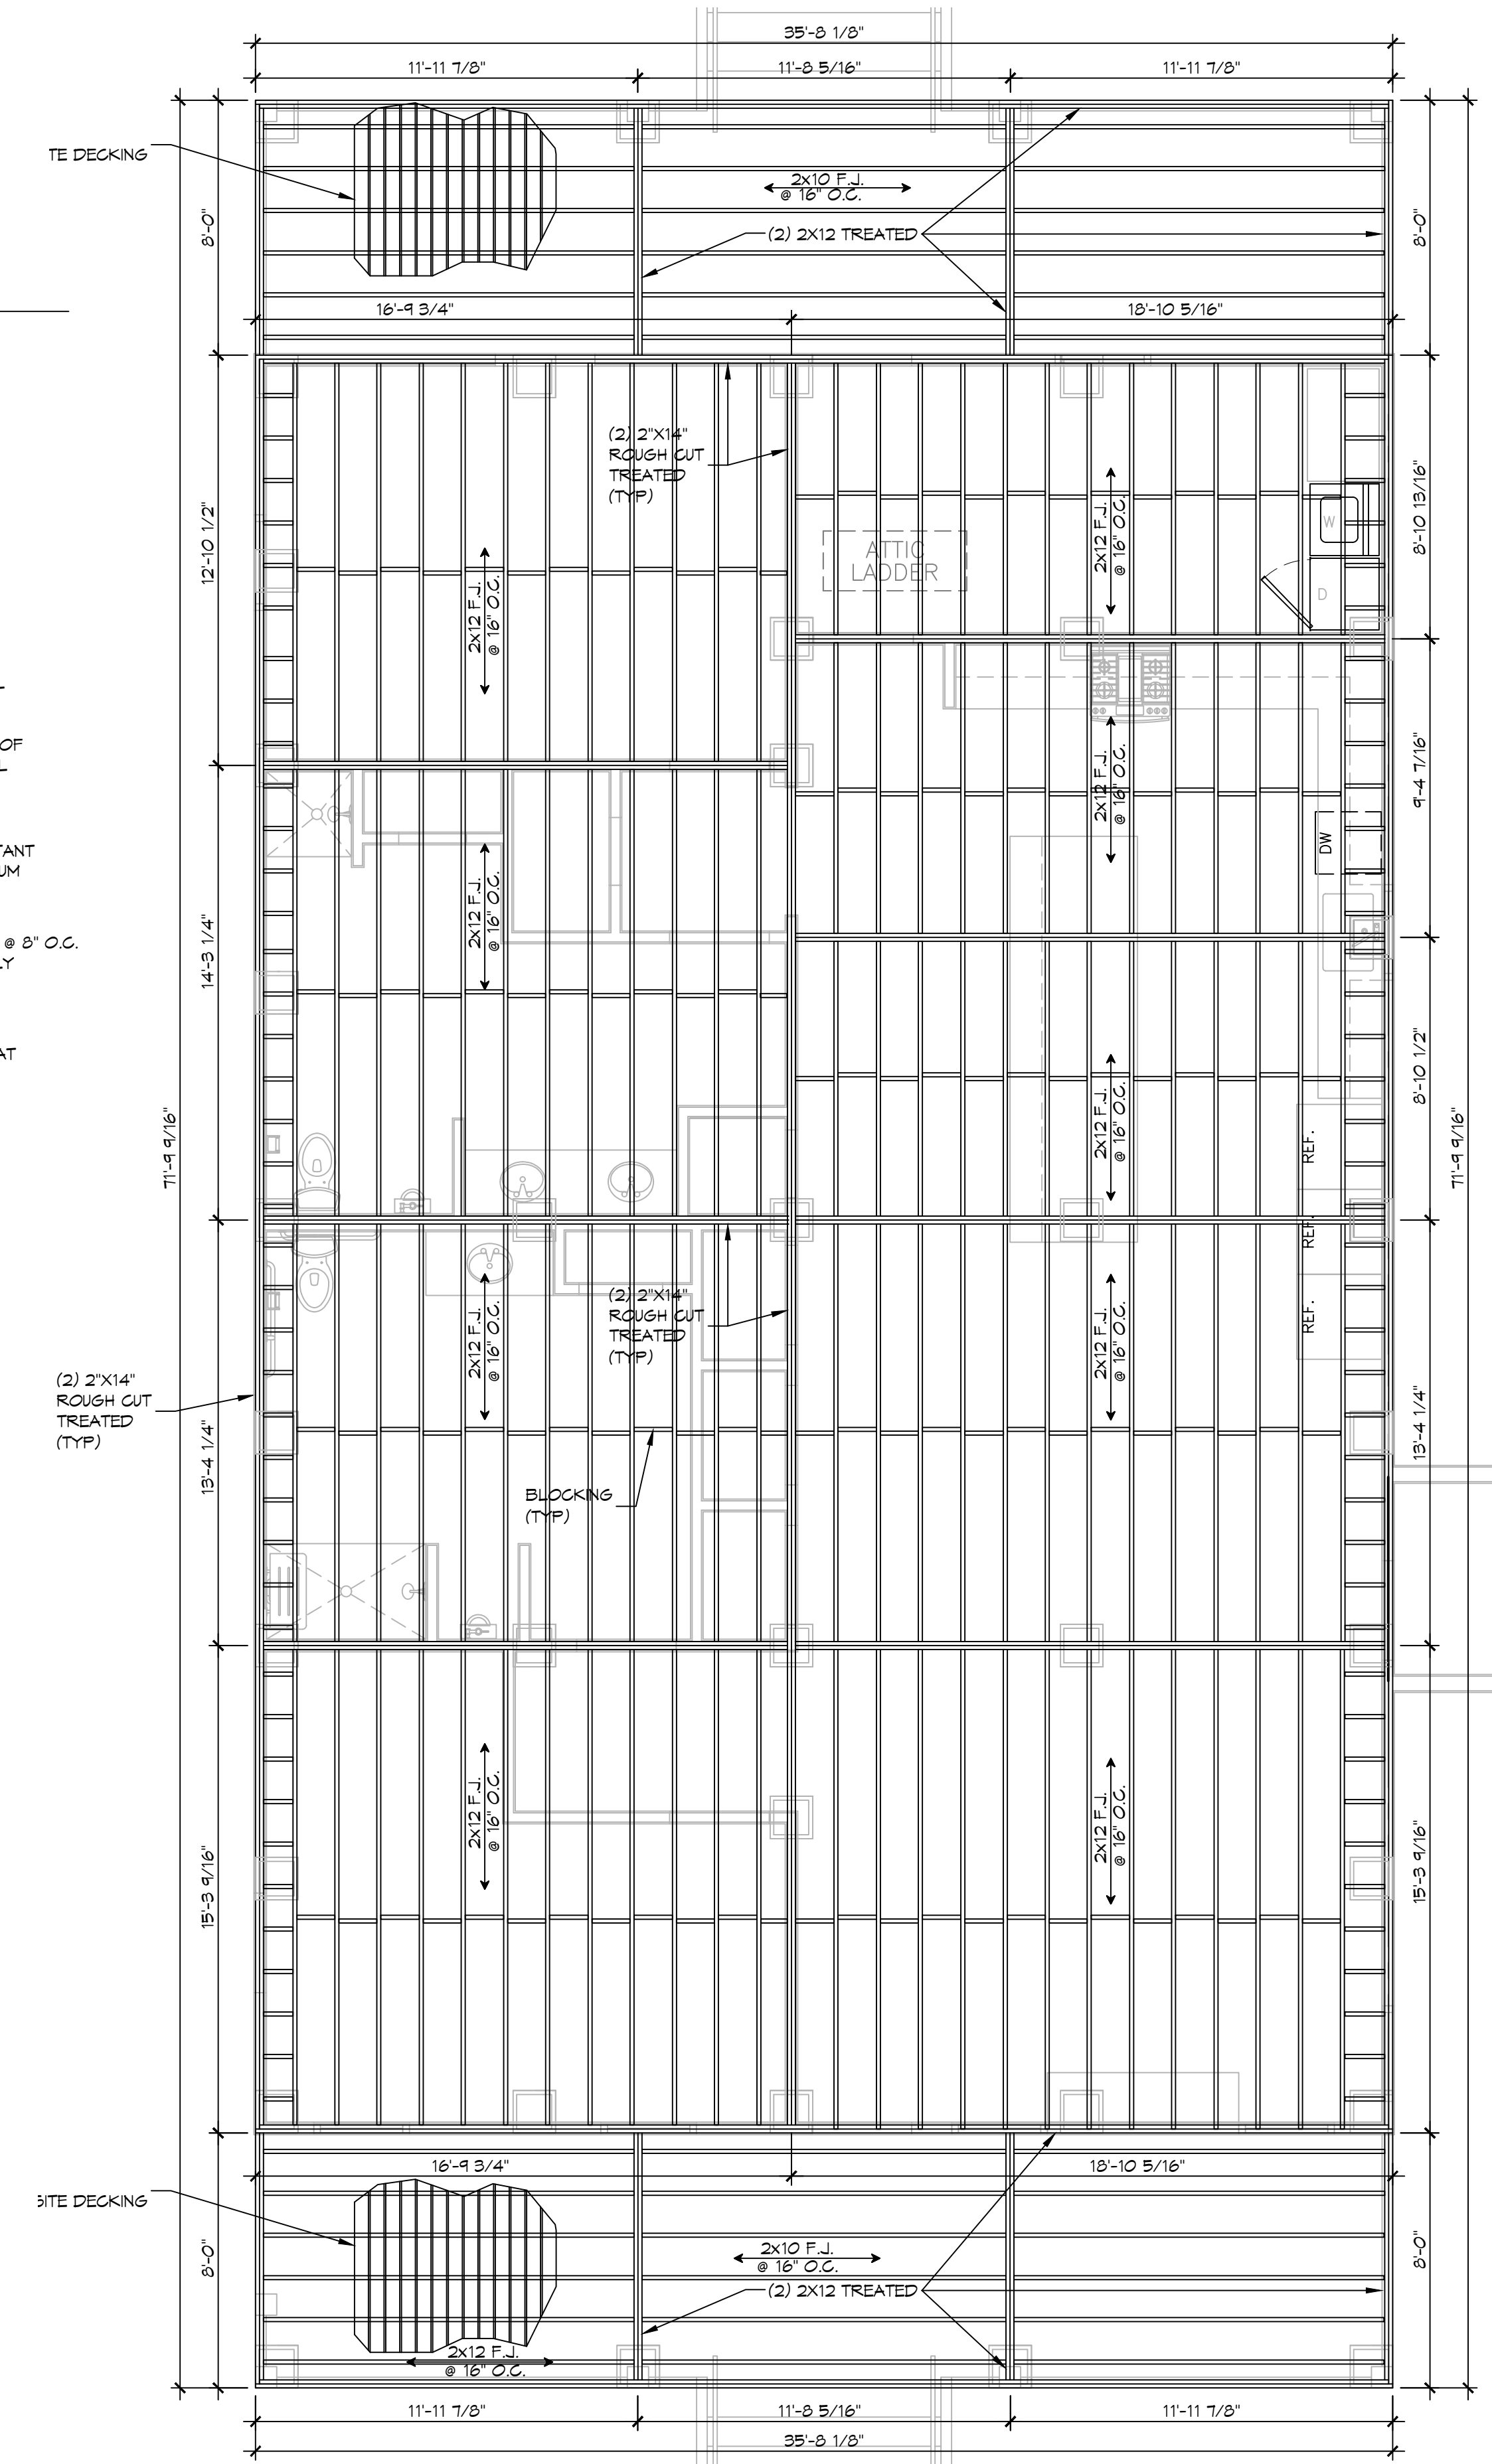 35'-8 1/8"
11'-11 7/8"
11'-8 5/16"
11'-11 7/8"
TE DECKING
2x10 F.J.
@ 16" O.C.
(2) 2X12 TREATED
8'-0"
8'-0"
16'-9 3/4"
18'-10 5/16"
(2) 2"X14"
ROUGH CUT
TREATED
(TYP)
12'-10 1/2"
2x12 F.J.
@ 16" O.C.
2x12 F.J.
@ 16" O.C.
ATTIC
LADDER
W
D
8'-10 13/16"
OF
TANT
UM
@ 8" O.C.
LY
AT
2x12 F.J.
@ 16" O.C.
2x12 F.J.
@ 16" O.C.
DW
9'-4 7/16"
14'-3 1/4"
71'-9 9/16"
2x12 F.J.
@ 16" O.C.
REF.
REF.
REF.
8'-10 1/2"
71'-9 9/16"
(2) 2"X14"
ROUGH CUT
TREATED
(TYP)
2x12 F.J.
@ 16" O.C.
(2) 2"X14"
ROUGH CUT
TREATED
(TYP)
2x12 F.J.
@ 16" O.C.
13'-4 1/4"
13'-4 1/4"
BLOCKING
(TYP)
2x12 F.J.
@ 16" O.C.
2x12 F.J.
@ 16" O.C.
15'-3 9/16"
15'-3 9/16"
16'-9 3/4"
18'-10 5/16"
SITE DECKING
8'-0"
2x10 F.J.
@ 16" O.C.
(2) 2X12 TREATED
8'-0"
2x12 F.J.
@ 16" O.C.
11'-11 7/8"
11'-8 5/16"
11'-11 7/8"
35'-8 1/8"